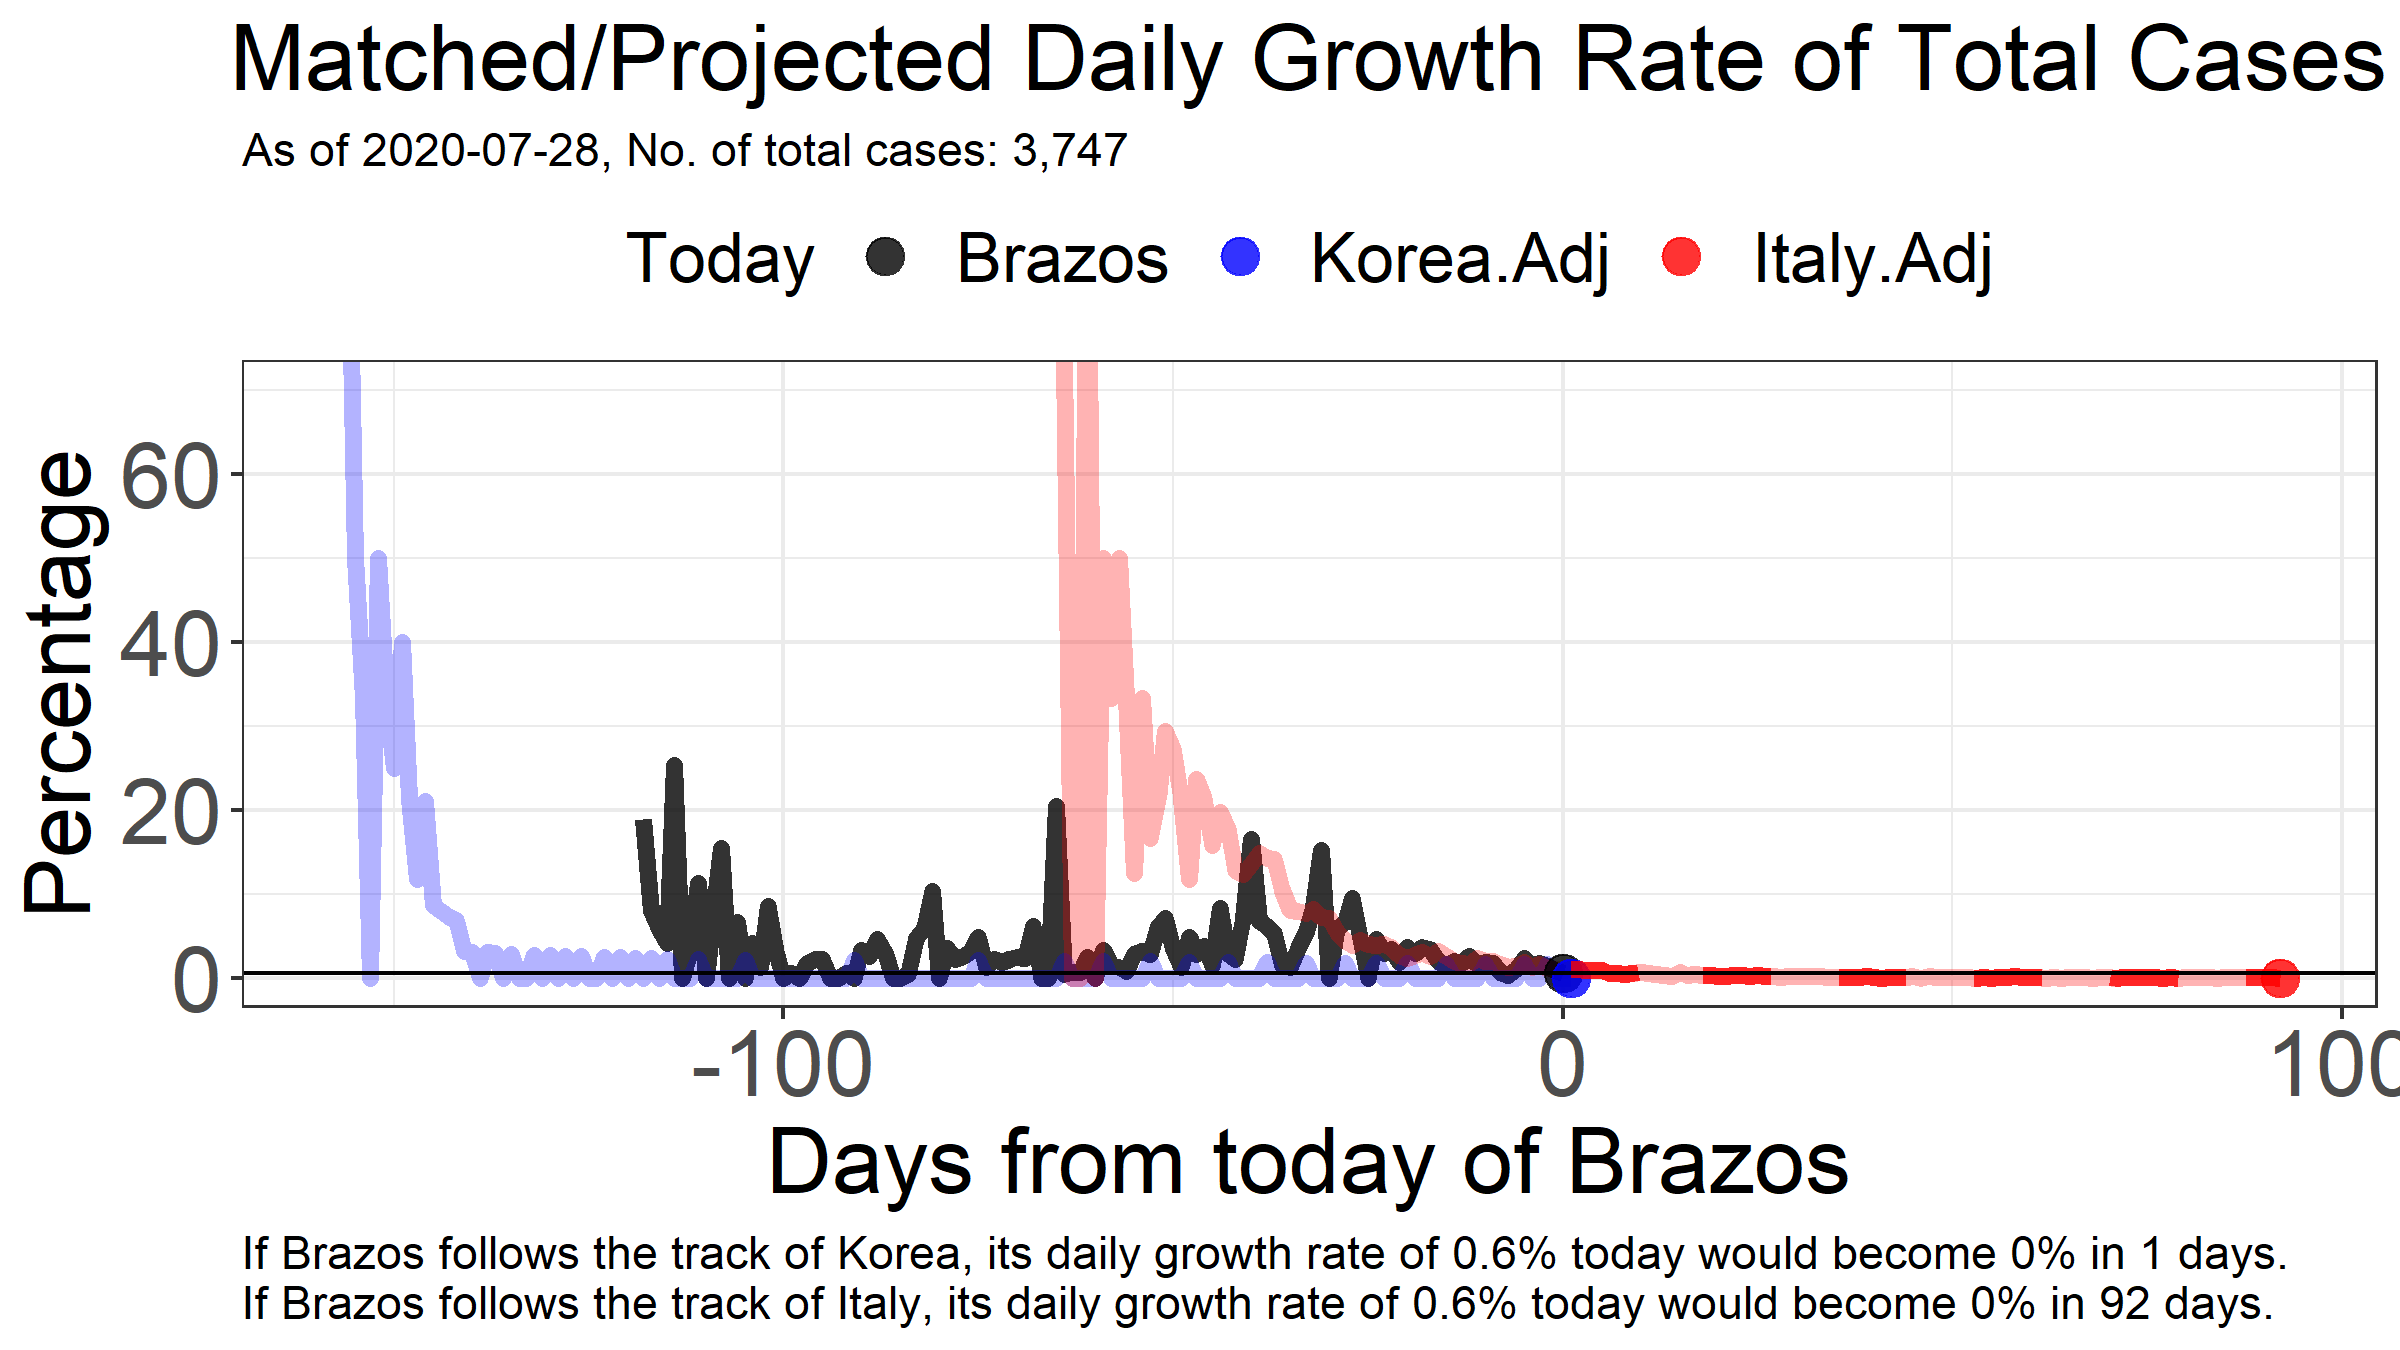 Matched/Projected Daily Growth Rate of Total Cases
As of 2020-07-28, No. of total cases: 3,747
Today Brazos Korea.Adj Italy.Adj
Percentage
60
40
20
0
-100 0 100
Days from today of Brazos
If Brazos follows the track of Korea, its daily growth rate of 0.6% today would become 0% in 1 days.
If Brazos follows the track of Italy, its daily growth rate of 0.6% today would become 0% in 92 days.